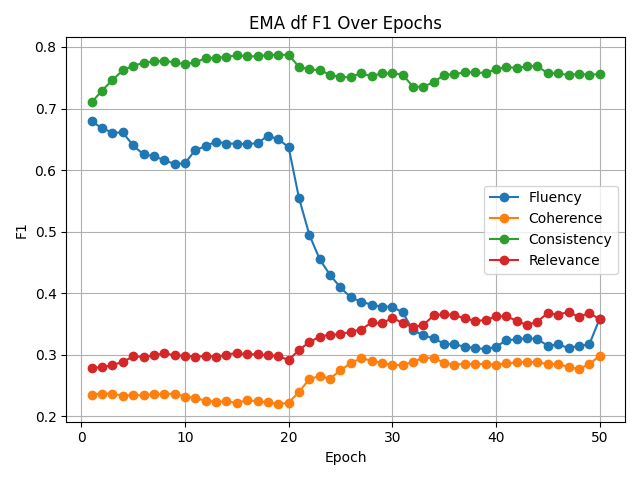 EMA df F1 Over Epochs
F1
0.8
0.7
0.6
0.5
0.4
0.3
0.2
Fluency
Coherence
Consistency
Relevance
0 10 20 30 40 50
Epoch